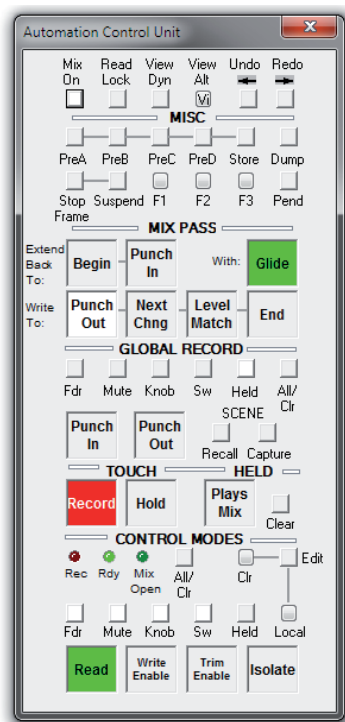 Automation Control Unit
Mix Read View View Undo Redo
On Lock Dyn Alt
Vi
MISC
PreA PreB PreC PreD Store Dump
Stop Suspend F1 F2 F3 Pend
Frame
MIX PASS
Extend
Back
To:
Begin
Punch
In
With:
Glide
Write
To:
Punch
Out
Next
Chng
Level
Match
End
GLOBAL RECORD
Fdr Mute Knob Sw Held All/
Clr
Punch
In
Punch
Out
SCENE
Recall Capture
TOUCH HELD
Record
Hold
Plays
Mix
Clear
CONTROL MODES
Rec Rdy Mix
Open
All/
Clr
Clr
Edit
Fdr Mute Knob Sw Held Local
Read
Write
Enable
Trim
Enable
Isolate